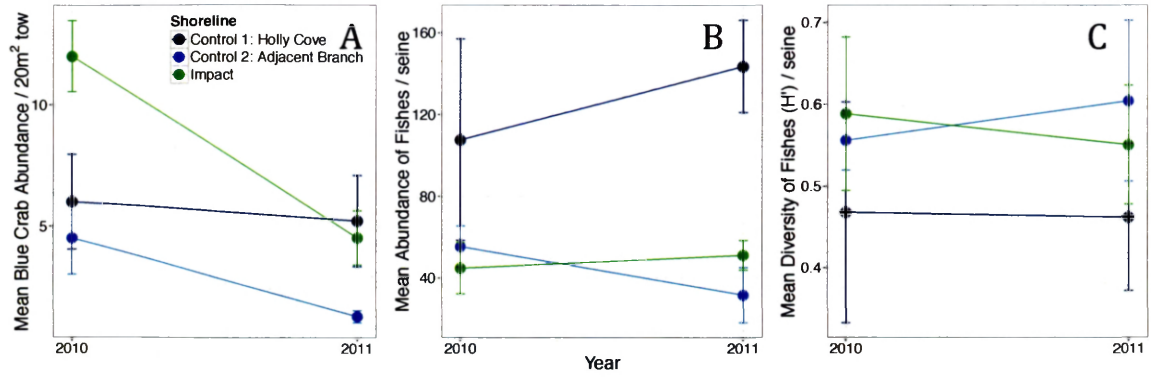 Mean Blue Crab Abundance / 20m² tow
10
5
Shoreline
Control 1: Holly Cove
Control 2: Adjacent Branch
Impact
A
2010
2011
Mean Abundance of Fishes / seine
160
120
80
40
B
2010
2011
Year
Mean Diversity of Fishes (H') / seine
0.7
0.6
0.5
0.4
C
2010
2011